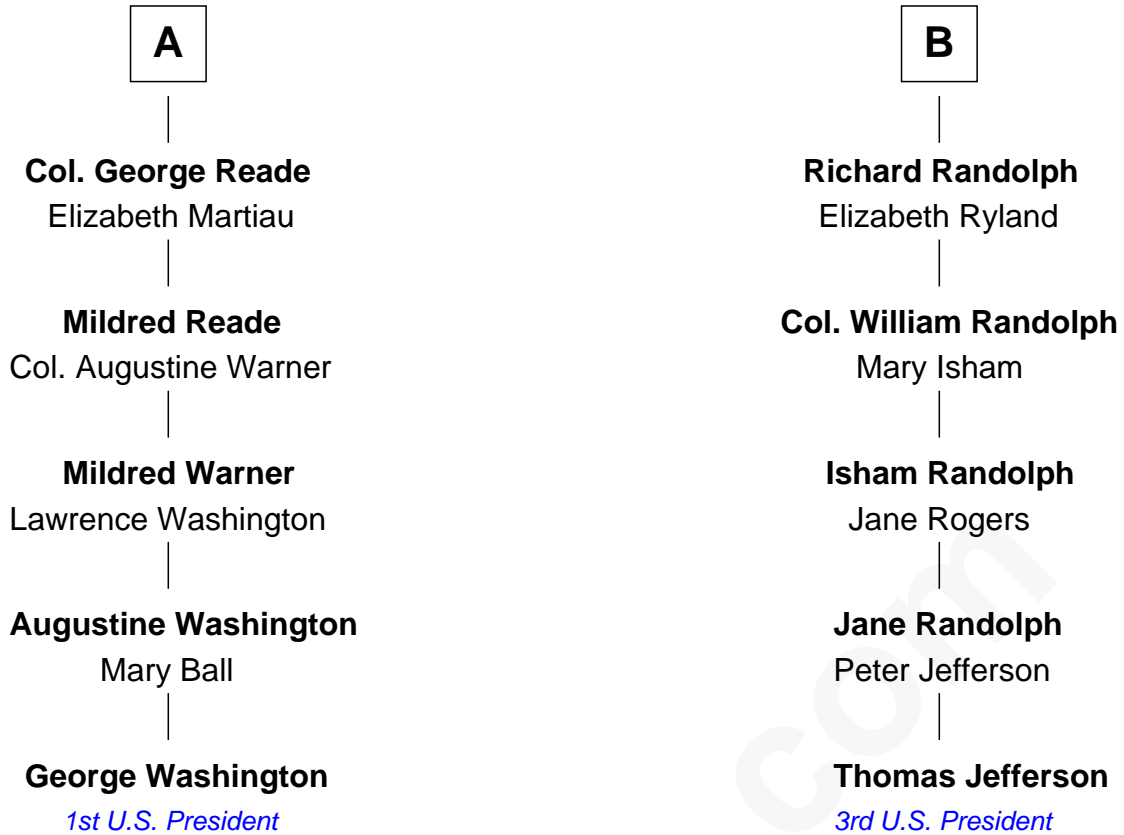 A
Col. George Reade
Elizabeth Martiau
Mildred Reade
Col. Augustine Warner
Mildred Warner
Lawrence Washington
Augustine Washington
Mary Ball
George Washington
1st U.S. President
B
Richard Randolph
Elizabeth Ryland
Col. William Randolph
Mary Isham
Isham Randolph
Jane Rogers
Jane Randolph
Peter Jefferson
Thomas Jefferson
3rd U.S. President
com